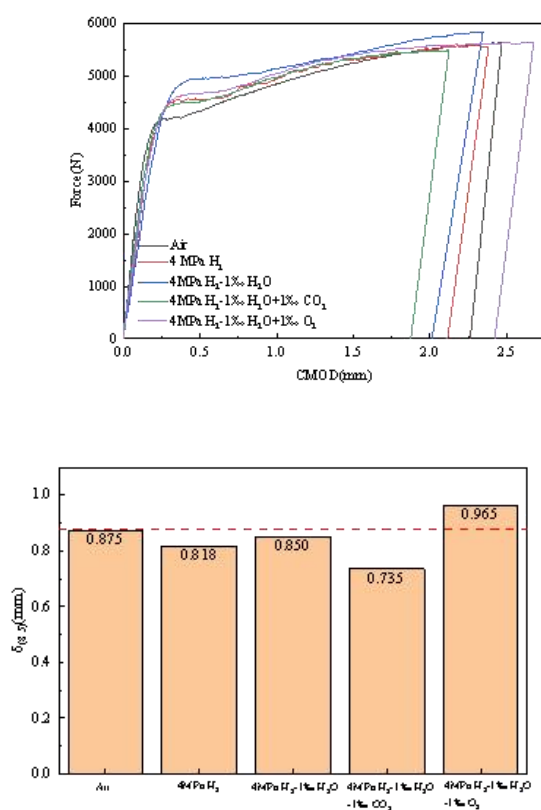 6000
5000
4000
3000
2000
1000
0
Force(N)
Air
4 MPa H₂
4MPa H₂-1‰ H₂O
4MPa H₂-1‰ H₂O+1‰ CO₂
4MPa H₂-1‰ H₂O+1‰ O₂
0.0 0.5 1.0 1.5 2.0 2.5
CMOD(mm)
1.0
0.8
0.6
0.4
0.2
0.0
δ(8.5)(mm)
0.875 0.818 0.850 0.735 0.965
Air 4MPa H₂ 4MPa H₂-1‰ H₂O 4MPa H₂-1‰ H₂O 4MPa H₂-1‰ H₂O
-1‰ CO₂ -1‰ O₂